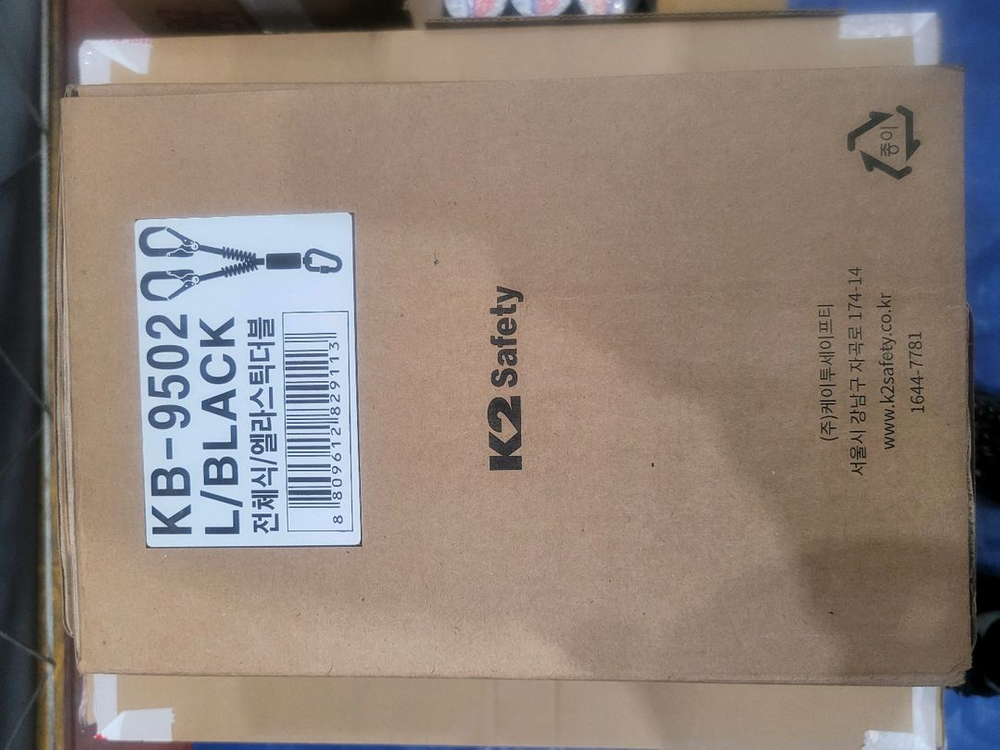 KB-9502
L/BLACK
전체식/엘라스틱더블
8 809612 829113
K2 Safety
(주)케이투세이프티
서울시 강남구 자곡로 174-14
www.k2safety.co.kr
1644-7781
종이